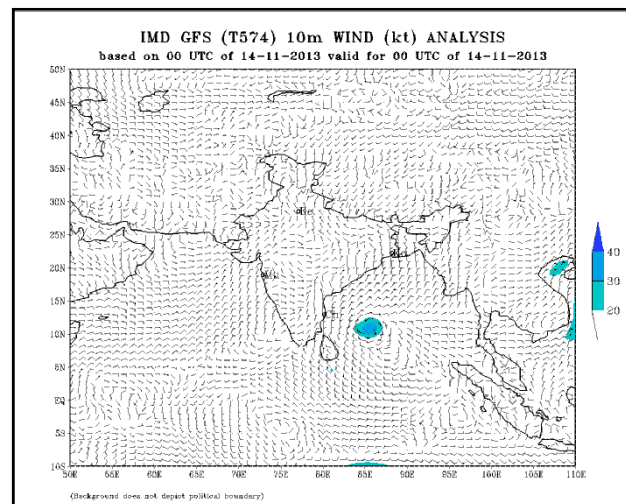 IMD GFS (T574) 10m WIND (kt) ANALYSIS
based on 00 UTC of 14-11-2013 valid for 00 UTC of 14-11-2013
50N
45N
40N
35N
30N
25N
20N
15N
10N
5N
EQ
5S
10S
50E 55E 60E 65E 70E 75E 80E 85E 90E 95E 100E 105E 110E
40
30
20
(Background does not depict political boundary)